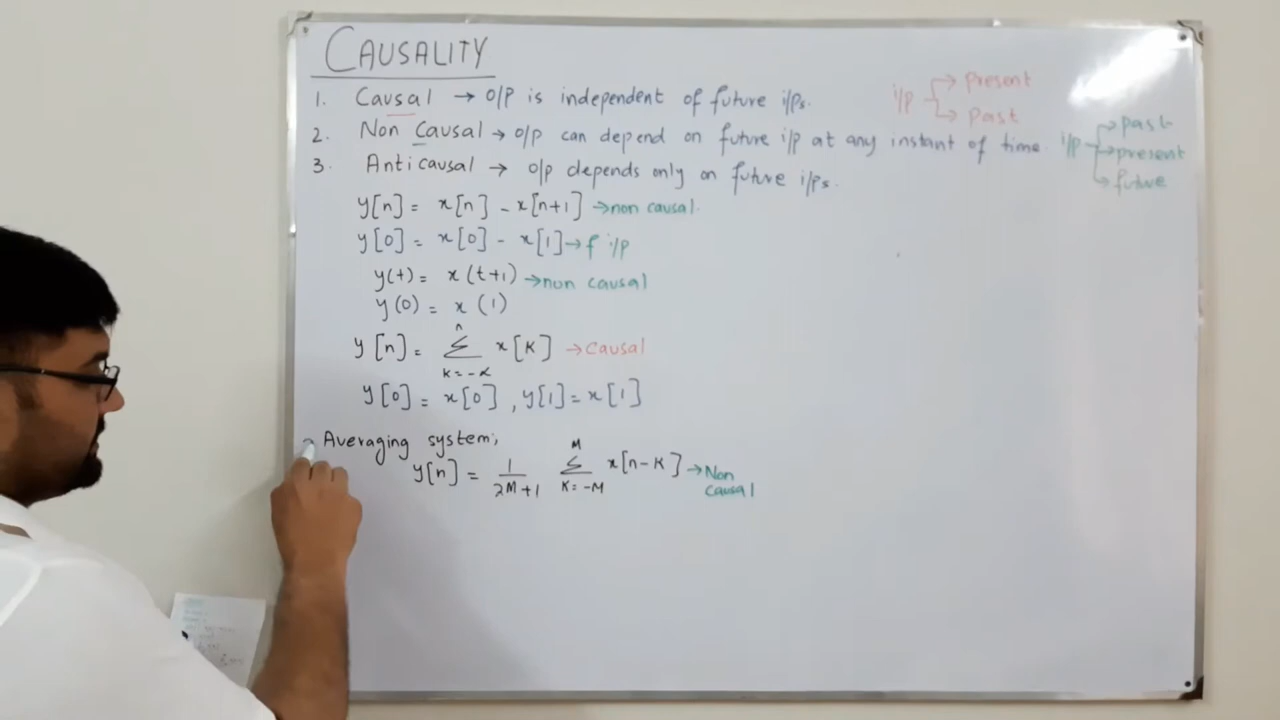 CAUSALITY
1. Causal → O/P is independent of future i/Ps.
i/p → present
→ past
2. Non Causal → O/P can depend on future i/p at any instant of time.
i/p → past
→ present
→ future
3. Anticausal → O/p depends only on future i/Ps.
y[n] = x[n] - x[n+1] → non causal.
y[0] = x[0] - x[1] → f i/p
y(t) = x(t+1) → non causal
y(0) = x(1)
y[n] = Σ_{K=-∝}^{n} x[K] → Causal
y[0] = x[0], y[1] = x[1]
Averaging system;
y[n] = 1/(2M+1) Σ_{K=-M}^{M} x[n-K] → Non Causal